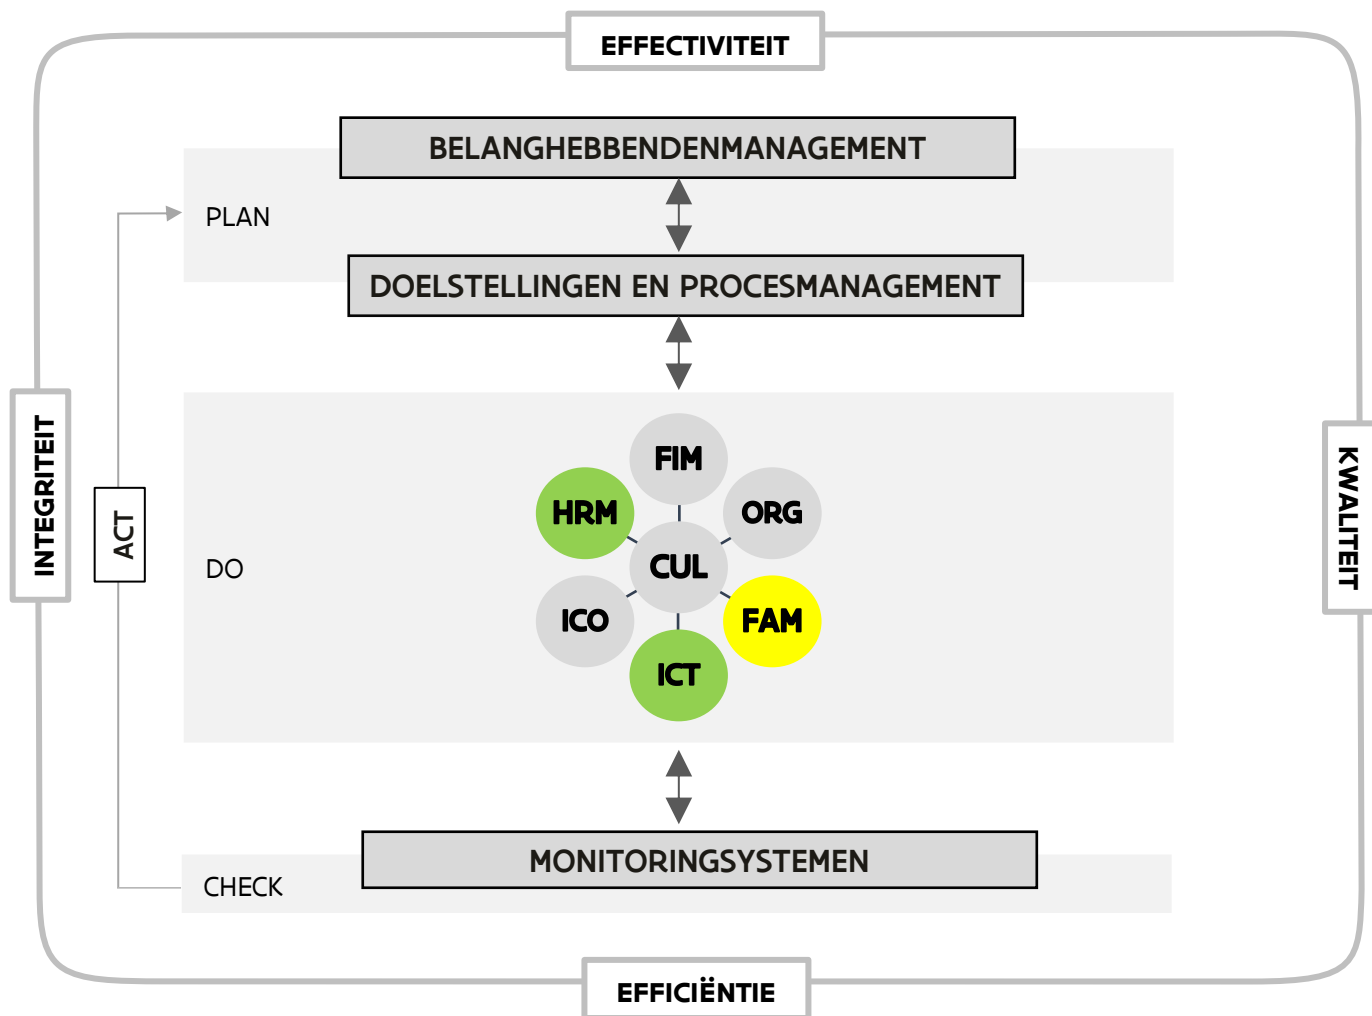 EFFECTIVITEIT
BELANGHEBBENDENMANAGEMENT
PLAN
DOELSTELLINGEN EN PROCESMANAGEMENT
INTEGRITEIT
ACT
KWALITEIT
FIM
HRM
ORG
CUL
DO
ICO
FAM
ICT
MONITORINGSYSTEMEN
CHECK
EFFICIËNTIE